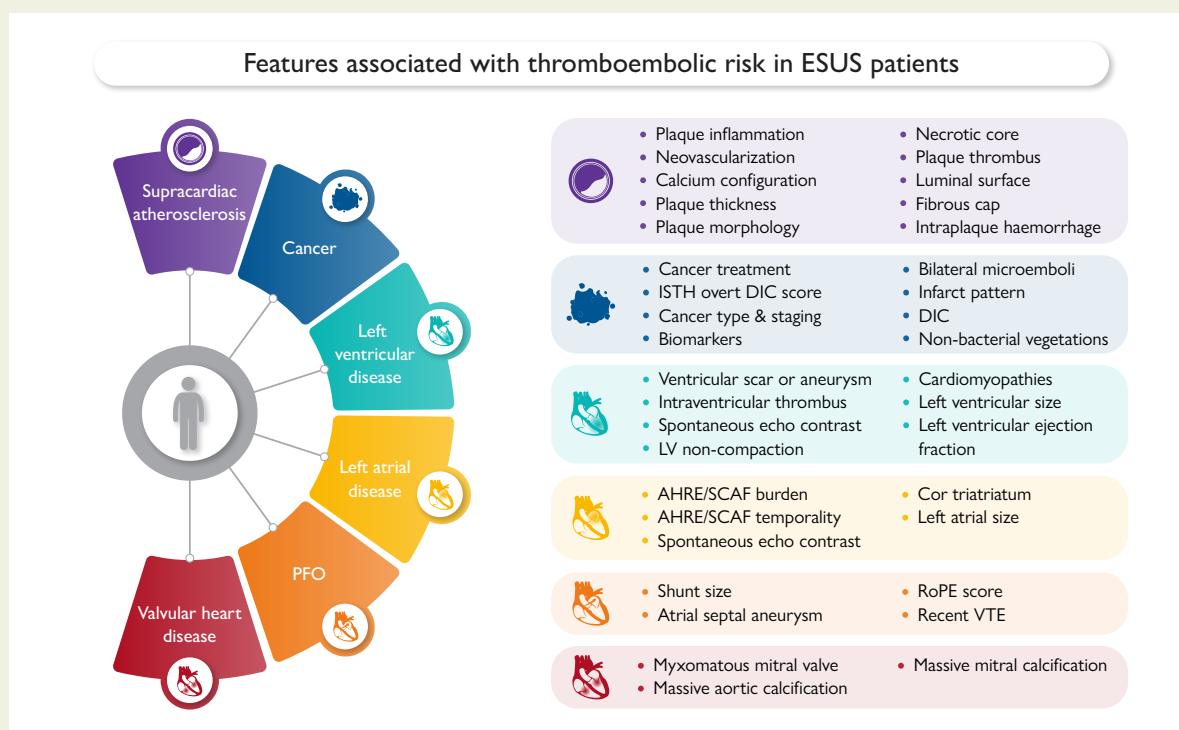 Features associated with thromboembolic risk in ESUS patients
Supracardiac
atherosclerosis
Cancer
Left
ventricular
disease
Left atrial
disease
PFO
Valvular heart
disease
Plaque inflammation
Neovascularization
Calcium configuration
Plaque thickness
Plaque morphology
Necrotic core
Plaque thrombus
Luminal surface
Fibrous cap
Intraplaque haemorrhage
Cancer treatment
ISTH overt DIC score
Cancer type & staging
Biomarkers
Bilateral microemboli
Infarct pattern
DIC
Non-bacterial vegetations
Ventricular scar or aneurysm
Intraventricular thrombus
Spontaneous echo contrast
LV non-compaction
Cardiomyopathies
Left ventricular size
Left ventricular ejection
fraction
AHRE/SCAF burden
AHRE/SCAF temporality
Spontaneous echo contrast
Cor triatriatum
Left atrial size
Shunt size
Atrial septal aneurysm
RoPE score
Recent VTE
Myxomatous mitral valve
Massive aortic calcification
Massive mitral calcification